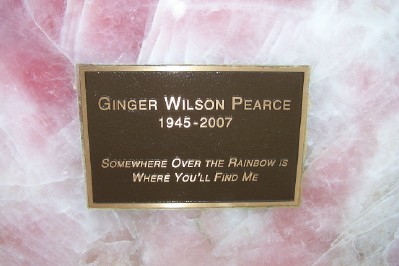 GINGER WILSON PEARCE
1945-2007
SOMEWHERE OVER THE RAINBOW IS
WHERE YOU'LL FIND ME